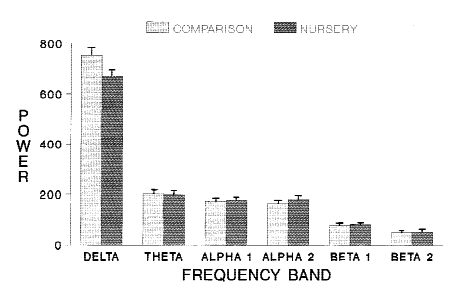 COMPARISON NURSERY
800
600
400
200
0
POWER
DELTA THETA ALPHA 1 ALPHA 2 BETA 1 BETA 2
FREQUENCY BAND